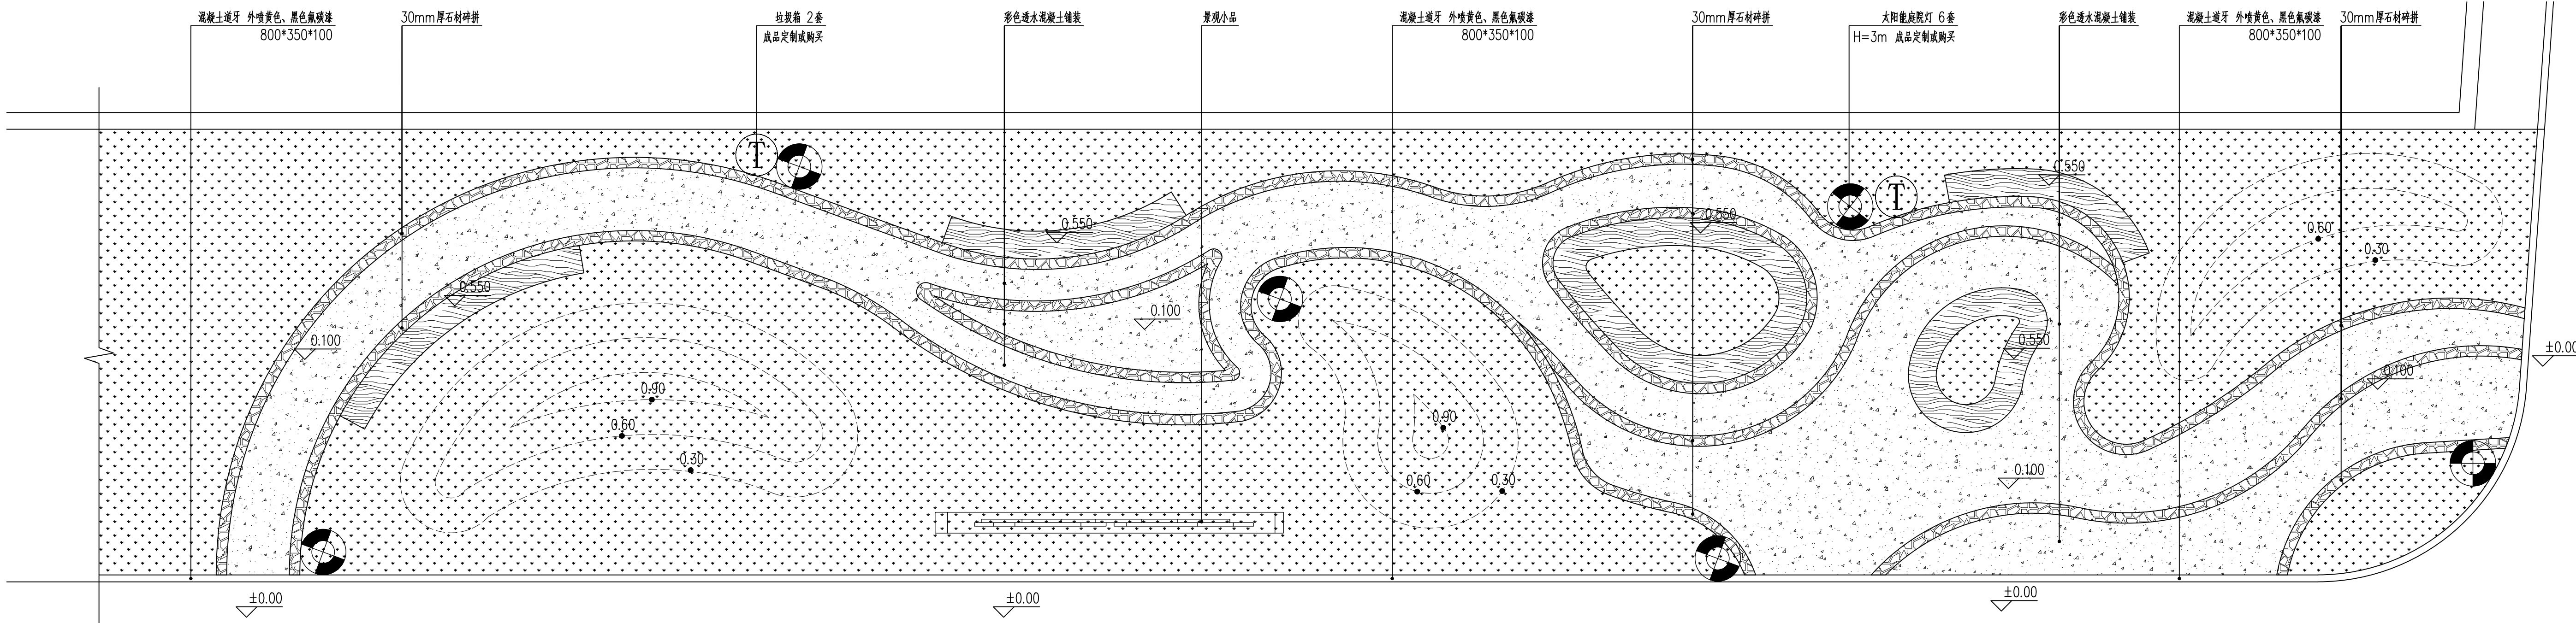 混凝土道牙 外喷黄色、黑色氟碳漆
800*350*100
30mm厚石材碎拼
垃圾箱 2套
成品定制或购买
彩色透水混凝土铺装
景观小品
混凝土道牙 外喷黄色、黑色氟碳漆
800*350*100
30mm厚石材碎拼
太阳能庭院灯 6套
H=3m 成品定制或购买
彩色透水混凝土铺装
混凝土道牙 外喷黄色、黑色氟碳漆
800*350*100
30mm厚石材碎拼
T
T
0.550
0.550
0.550
0.60
0.30
0.550
0.100
0.100
0.550
±0.00
0.100
0.90
0.60
0.30
0.90
0.60
0.30
0.100
±0.00
±0.00
±0.00